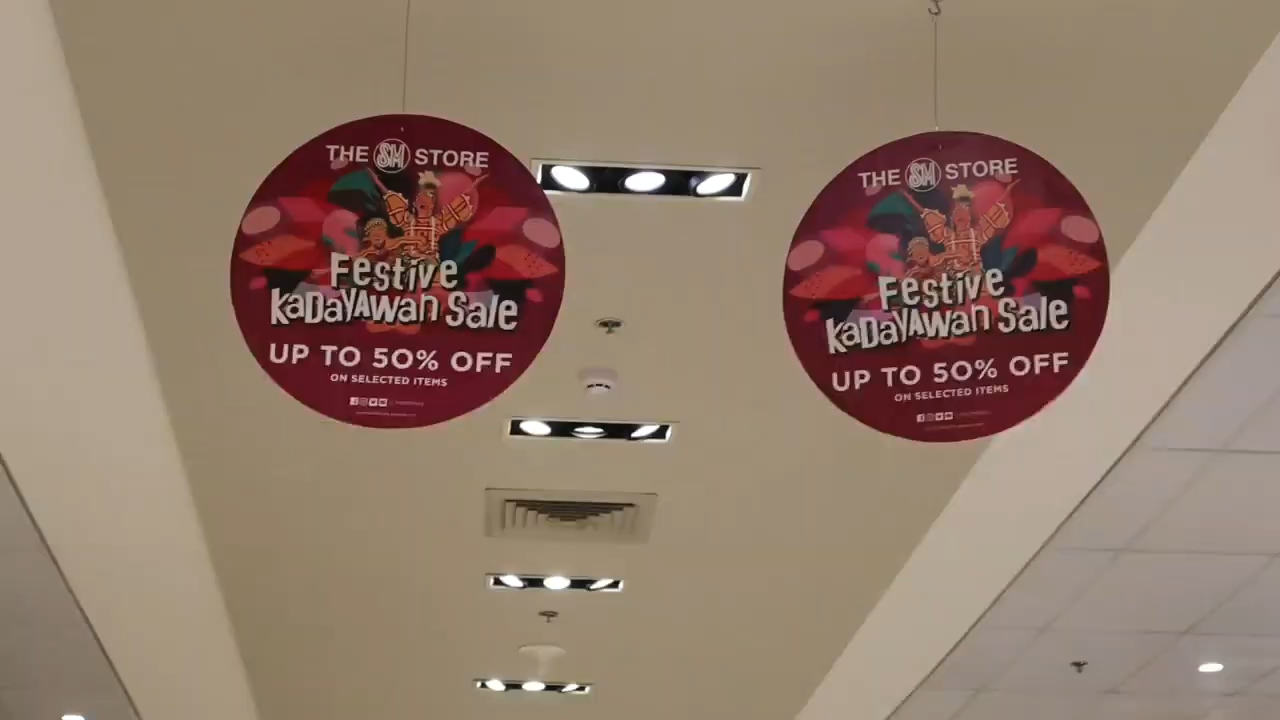 THE SM STORE
Festive
KaDaYAWan Sale
UP TO 50% OFF
ON SELECTED ITEMS
THE SM STORE
Festive
KaDaYAWan Sale
UP TO 50% OFF
ON SELECTED ITEMS